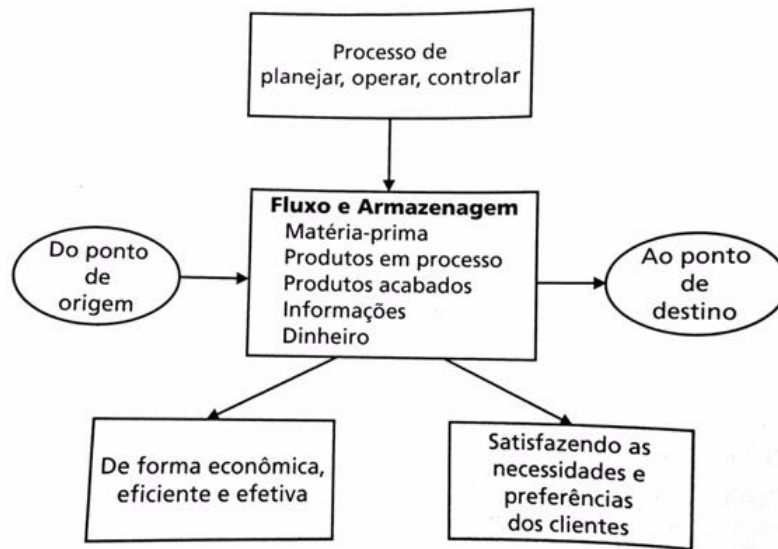 Processo de
planejar, operar, controlar
Fluxo e Armazenagem
Matéria-prima
Produtos em processo
Produtos acabados
Informações
Dinheiro
Do ponto
de
origem
Ao ponto
de
destino
De forma econômica,
eficiente e efetiva
Satisfazendo as
necessidades e
preferências
dos clientes